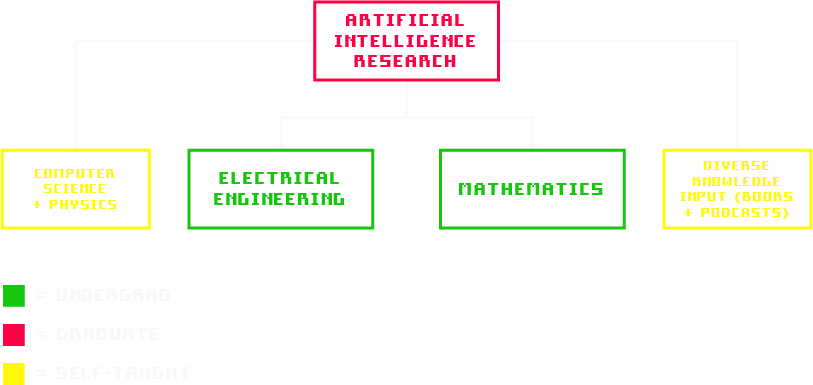 ARTIFICIAL
INTELLIGENCE
RESEARCH
COMPUTER
SCIENCE
+ PHYSICS
ELECTRICAL
ENGINEERING
MATHEMATICS
DIVERSE
KNOWLEDGE
INPUT (BOOKS
+ PODCASTS)
= UNDERGRAD
= GRADUATE
= SELF-TAUGHT